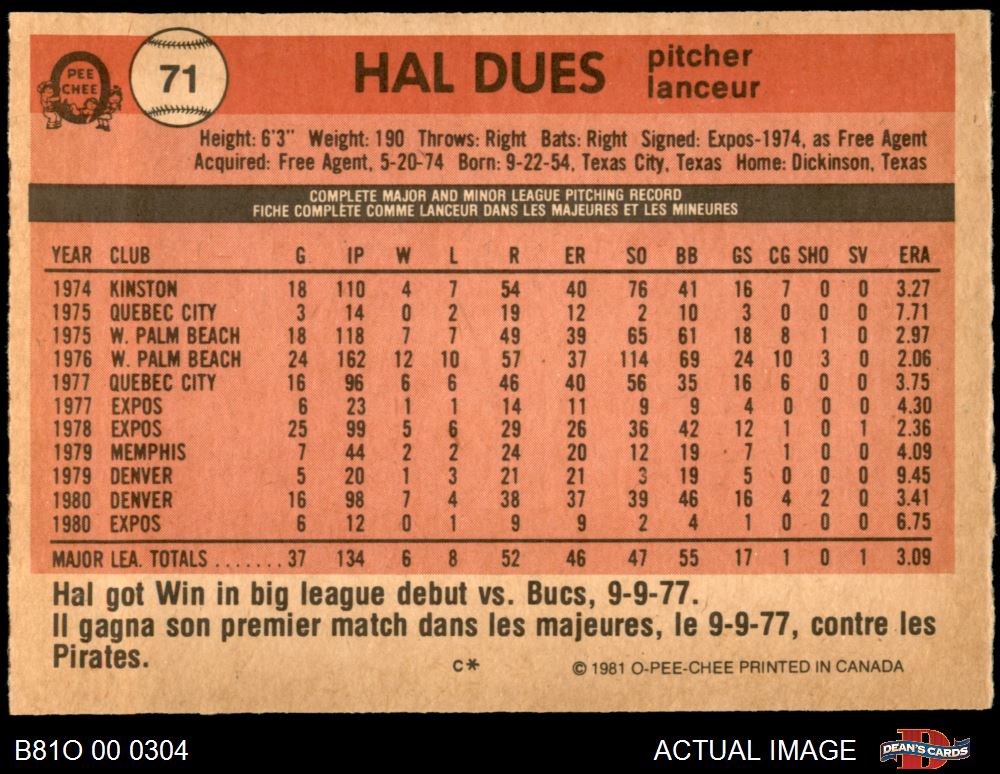 PEE
CHEE
71
HAL DUES
pitcher
lanceur
Height: 6'3" Weight: 190 Throws: Right Bats: Right Signed: Expos-1974, as Free Agent
Acquired: Free Agent, 5-20-74 Born: 9-22-54, Texas City, Texas Home: Dickinson, Texas
COMPLETE MAJOR AND MINOR LEAGUE PITCHING RECORD
FICHE COMPLÈTE COMME LANCEUR DANS LES MAJEURES ET LES MINEURES
YEAR CLUB G IP W L R ER SO BB GS CG SHO SV ERA
1974 KINSTON 18 110 4 7 54 40 76 41 16 7 0 0 3.27
1975 QUEBEC CITY 3 14 0 2 19 12 2 10 3 0 0 0 7.71
1975 W. PALM BEACH 18 118 7 7 49 39 65 61 18 8 1 0 2.97
1976 W. PALM BEACH 24 162 12 10 57 37 114 69 24 10 3 0 2.06
1977 QUEBEC CITY 16 96 6 6 46 40 56 35 16 6 0 0 3.75
1977 EXPOS 6 23 1 1 14 11 9 9 4 0 0 0 4.30
1978 EXPOS 25 99 5 6 29 26 36 42 12 1 0 1 2.36
1979 MEMPHIS 7 44 2 2 24 20 12 19 7 1 0 0 4.09
1979 DENVER 5 20 1 3 21 21 3 19 5 0 0 0 9.45
1980 DENVER 16 98 7 4 38 37 39 46 16 4 2 0 3.41
1980 EXPOS 6 12 0 1 9 9 2 4 1 0 0 0 6.75
MAJOR LEA. TOTALS ....... 37 134 6 8 52 46 47 55 17 1 0 1 3.09
Hal got Win in big league debut vs. Bucs, 9-9-77.
Il gagna son premier match dans les majeures, le 9-9-77, contre les
Pirates.
C* © 1981 O-PEE-CHEE PRINTED IN CANADA
B81O 00 0304
ACTUAL IMAGE
DEAN'S CARDS